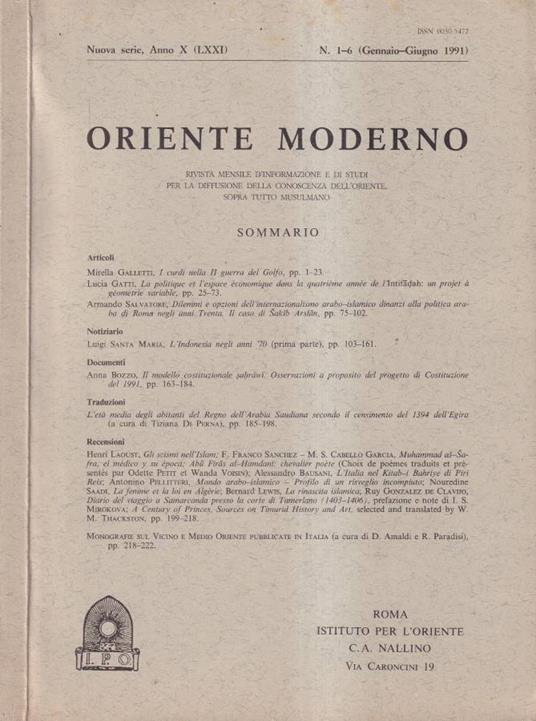 ISSN 0030-5472
Nuova serie, Anno X (LXXI) N. 1-6 (Gennaio-Giugno 1991)
ORIENTE MODERNO
RIVISTA MENSILE D'INFORMAZIONE E DI STUDI
PER LA DIFFUSIONE DELLA CONOSCENZA DELL'ORIENTE,
SOPRA TUTTO MUSULMANO
SOMMARIO
Articoli
Mirella GALLETTI, I curdi nella II guerra del Golfo, pp. 1-23.
Lucia GATTI, La politique et l'espace économique dans la quatrième année de l'Intifāḍah: un projet à
géométrie variable, pp. 25-73.
Armando SALVATORE, Dilemmi e opzioni dell'internazionalismo arabo-islamico dinanzi alla politica ara-
ba di Roma negli anni Trenta. Il caso di Šakīb Arslān, pp. 75-102.
Notiziario
Luigi SANTA MARIA, L'Indonesia negli anni '70 (prima parte), pp. 103-161.
Documenti
Anna BOZZO, Il modello costituzionale ṣaḥrāwī. Osservazioni a proposito del progetto di Costituzione
del 1991, pp. 163-184.
Traduzioni
L'età media degli abitanti del Regno dell'Arabia Saudiana secondo il censimento del 1394 dell'Egira
(a cura di Tiziana DI PIRNA), pp. 185-198.
Recensioni
Henri LAOUST, Gli scismi nell'Islam; F. FRANCO SANCHEZ - M. S. CABELLO GARCIA, Muhammad aš-Ša-
fra, el médico y su época; Abū Firās al-Hamdanī: chevalier poète (Choix de poèmes traduits et pré-
sentés par Odette PETIT et Wanda VOISIN); Alessandro BAUSANI, L'Italia nel Kitab-ı Bahriye di Piri
Reis; Antonino PELLITTERI, Mondo arabo-islamico - Profilo di un risveglio incompiuto; Nouredine
SAADI, La femme et la loi en Algérie; Bernard LEWIS, La rinascita islamica; Ruy GONZALEZ DE CLAVIJO,
Diario del viaggio a Samarcanda presso la corte di Tamerlano (1403-1406), prefazione e note di I. S.
MIROKOVA; A Century of Princes, Sources on Timurid History and Art, selected and translated by W.
M. THACKSTON, pp. 199-218.
MONOGRAFIE SUL VICINO E MEDIO ORIENTE PUBBLICATE IN ITALIA (a cura di D. Amaldi e R. Paradisi),
pp. 218-222.
I. P. O.
ROMA
ISTITUTO PER L'ORIENTE
C.A. NALLINO
VIA CARONCINI 19